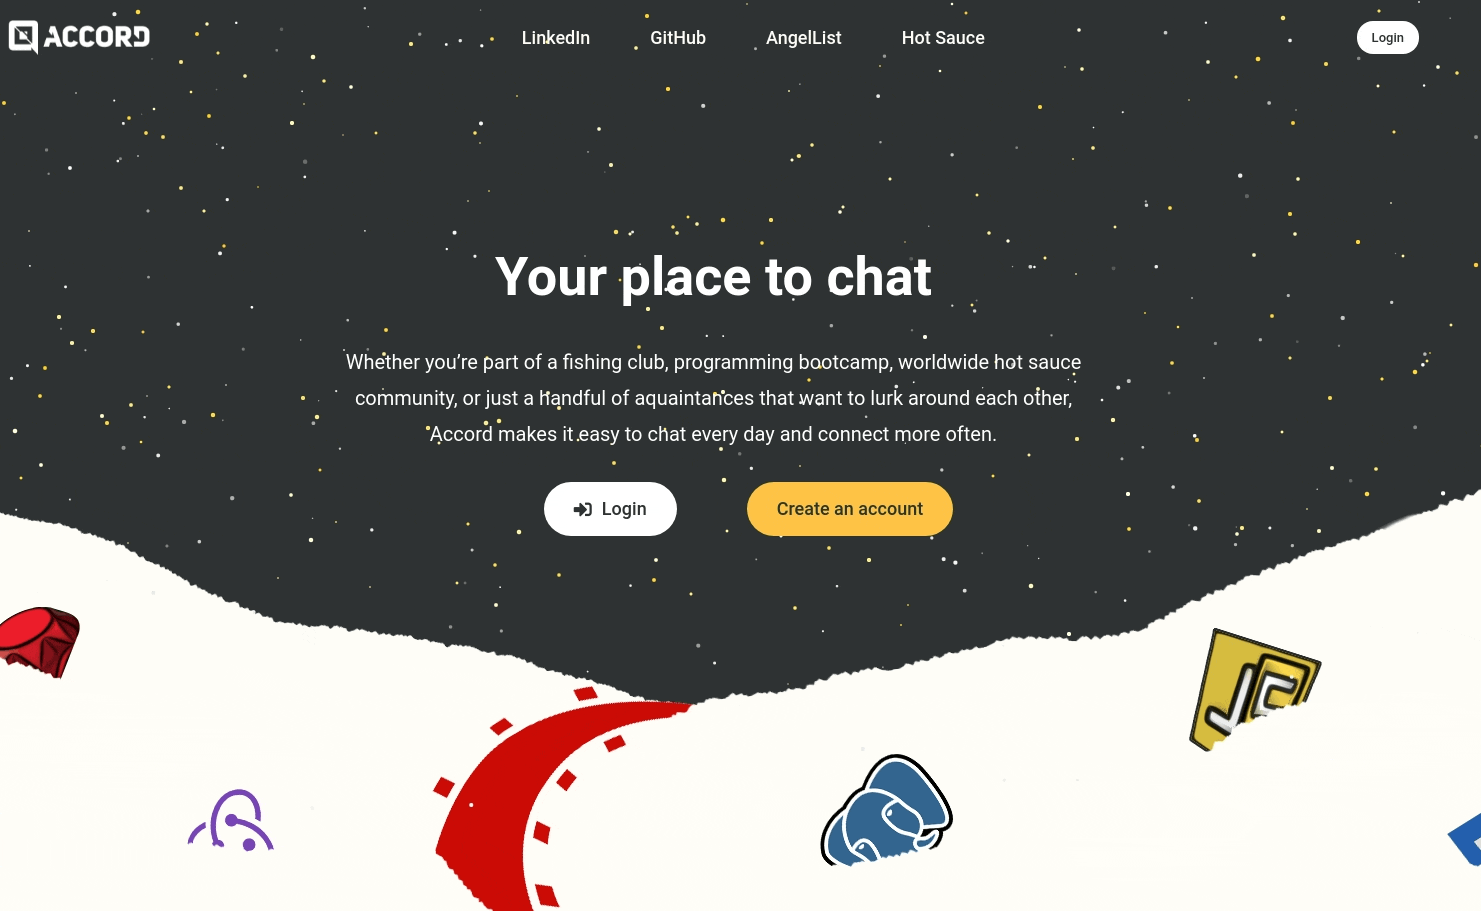 ACCORD
LinkedIn
GitHub
AngelList
Hot Sauce
Login
Your place to chat
Whether you’re part of a fishing club, programming bootcamp, worldwide hot sauce
community, or just a handful of aquaintances that want to lurk around each other,
Accord makes it easy to chat every day and connect more often.
Login
Create an account
JS